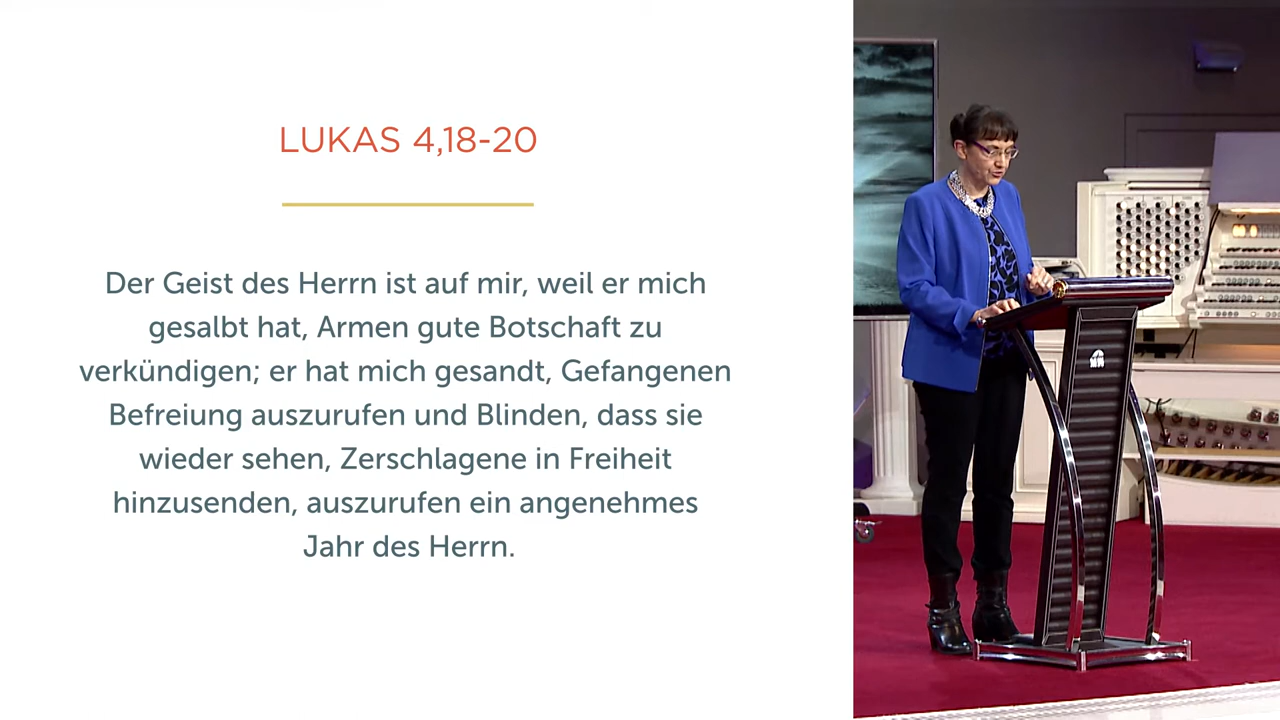 LUKAS 4,18-20
Der Geist des Herrn ist auf mir, weil er mich
gesalbt hat, Armen gute Botschaft zu
verkündigen; er hat mich gesandt, Gefangenen
Befreiung auszurufen und Blinden, dass sie
wieder sehen, Zerschlagene in Freiheit
hinzusenden, auszurufen ein angenehmes
Jahr des Herrn.